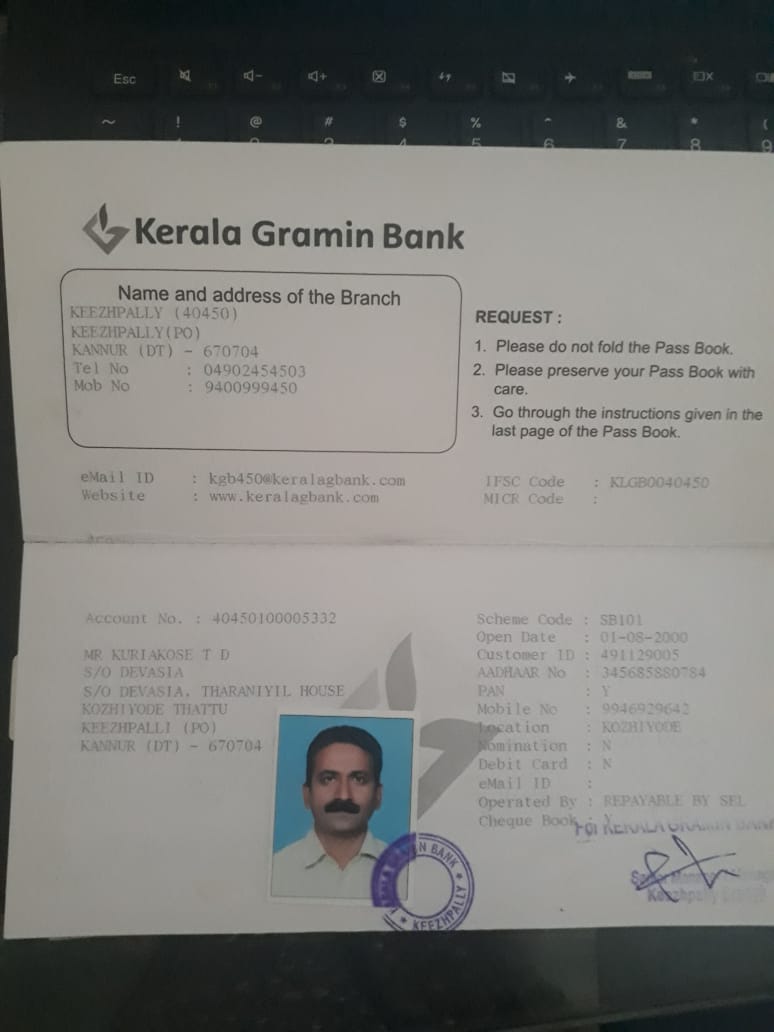 Esc
~ ! @ # $ % ^ & * (
5 6 7 8 9
Kerala Gramin Bank
Name and address of the Branch
KEEZHPALLY (40450)
KEEZHPALLY(PO)
KANNUR (DT) - 670704
Tel No : 04902454503
Mob No : 9400999450
REQUEST :
1. Please do not fold the Pass Book.
2. Please preserve your Pass Book with
care.
3. Go through the instructions given in the
last page of the Pass Book.
eMail ID : kgb450@keralagbank.com
Website : www.keralagbank.com
IFSC Code : KLGB0040450
MICR Code :
Account No. : 40450100005332
MR KURIAKOSE T D
S/O DEVASIA
S/O DEVASIA, THARANIYIL HOUSE
KOZHIYODE THATTU
KEEZHPALLI (PO)
KANNUR (DT) - 670704
Scheme Code : SB101
Open Date : 01-08-2000
Customer ID : 491129005
AADHAAR No : 345685880784
PAN : Y
Mobile No : 9946929642
Location : KOZHIYODE
Nomination : N
Debit Card : N
eMail ID :
Operated By : REPAYABLE BY SEL
Cheque Book : Y
For KERALA GRAMIN BANK
Keezhpally
BANK * KEEZHPALLY *